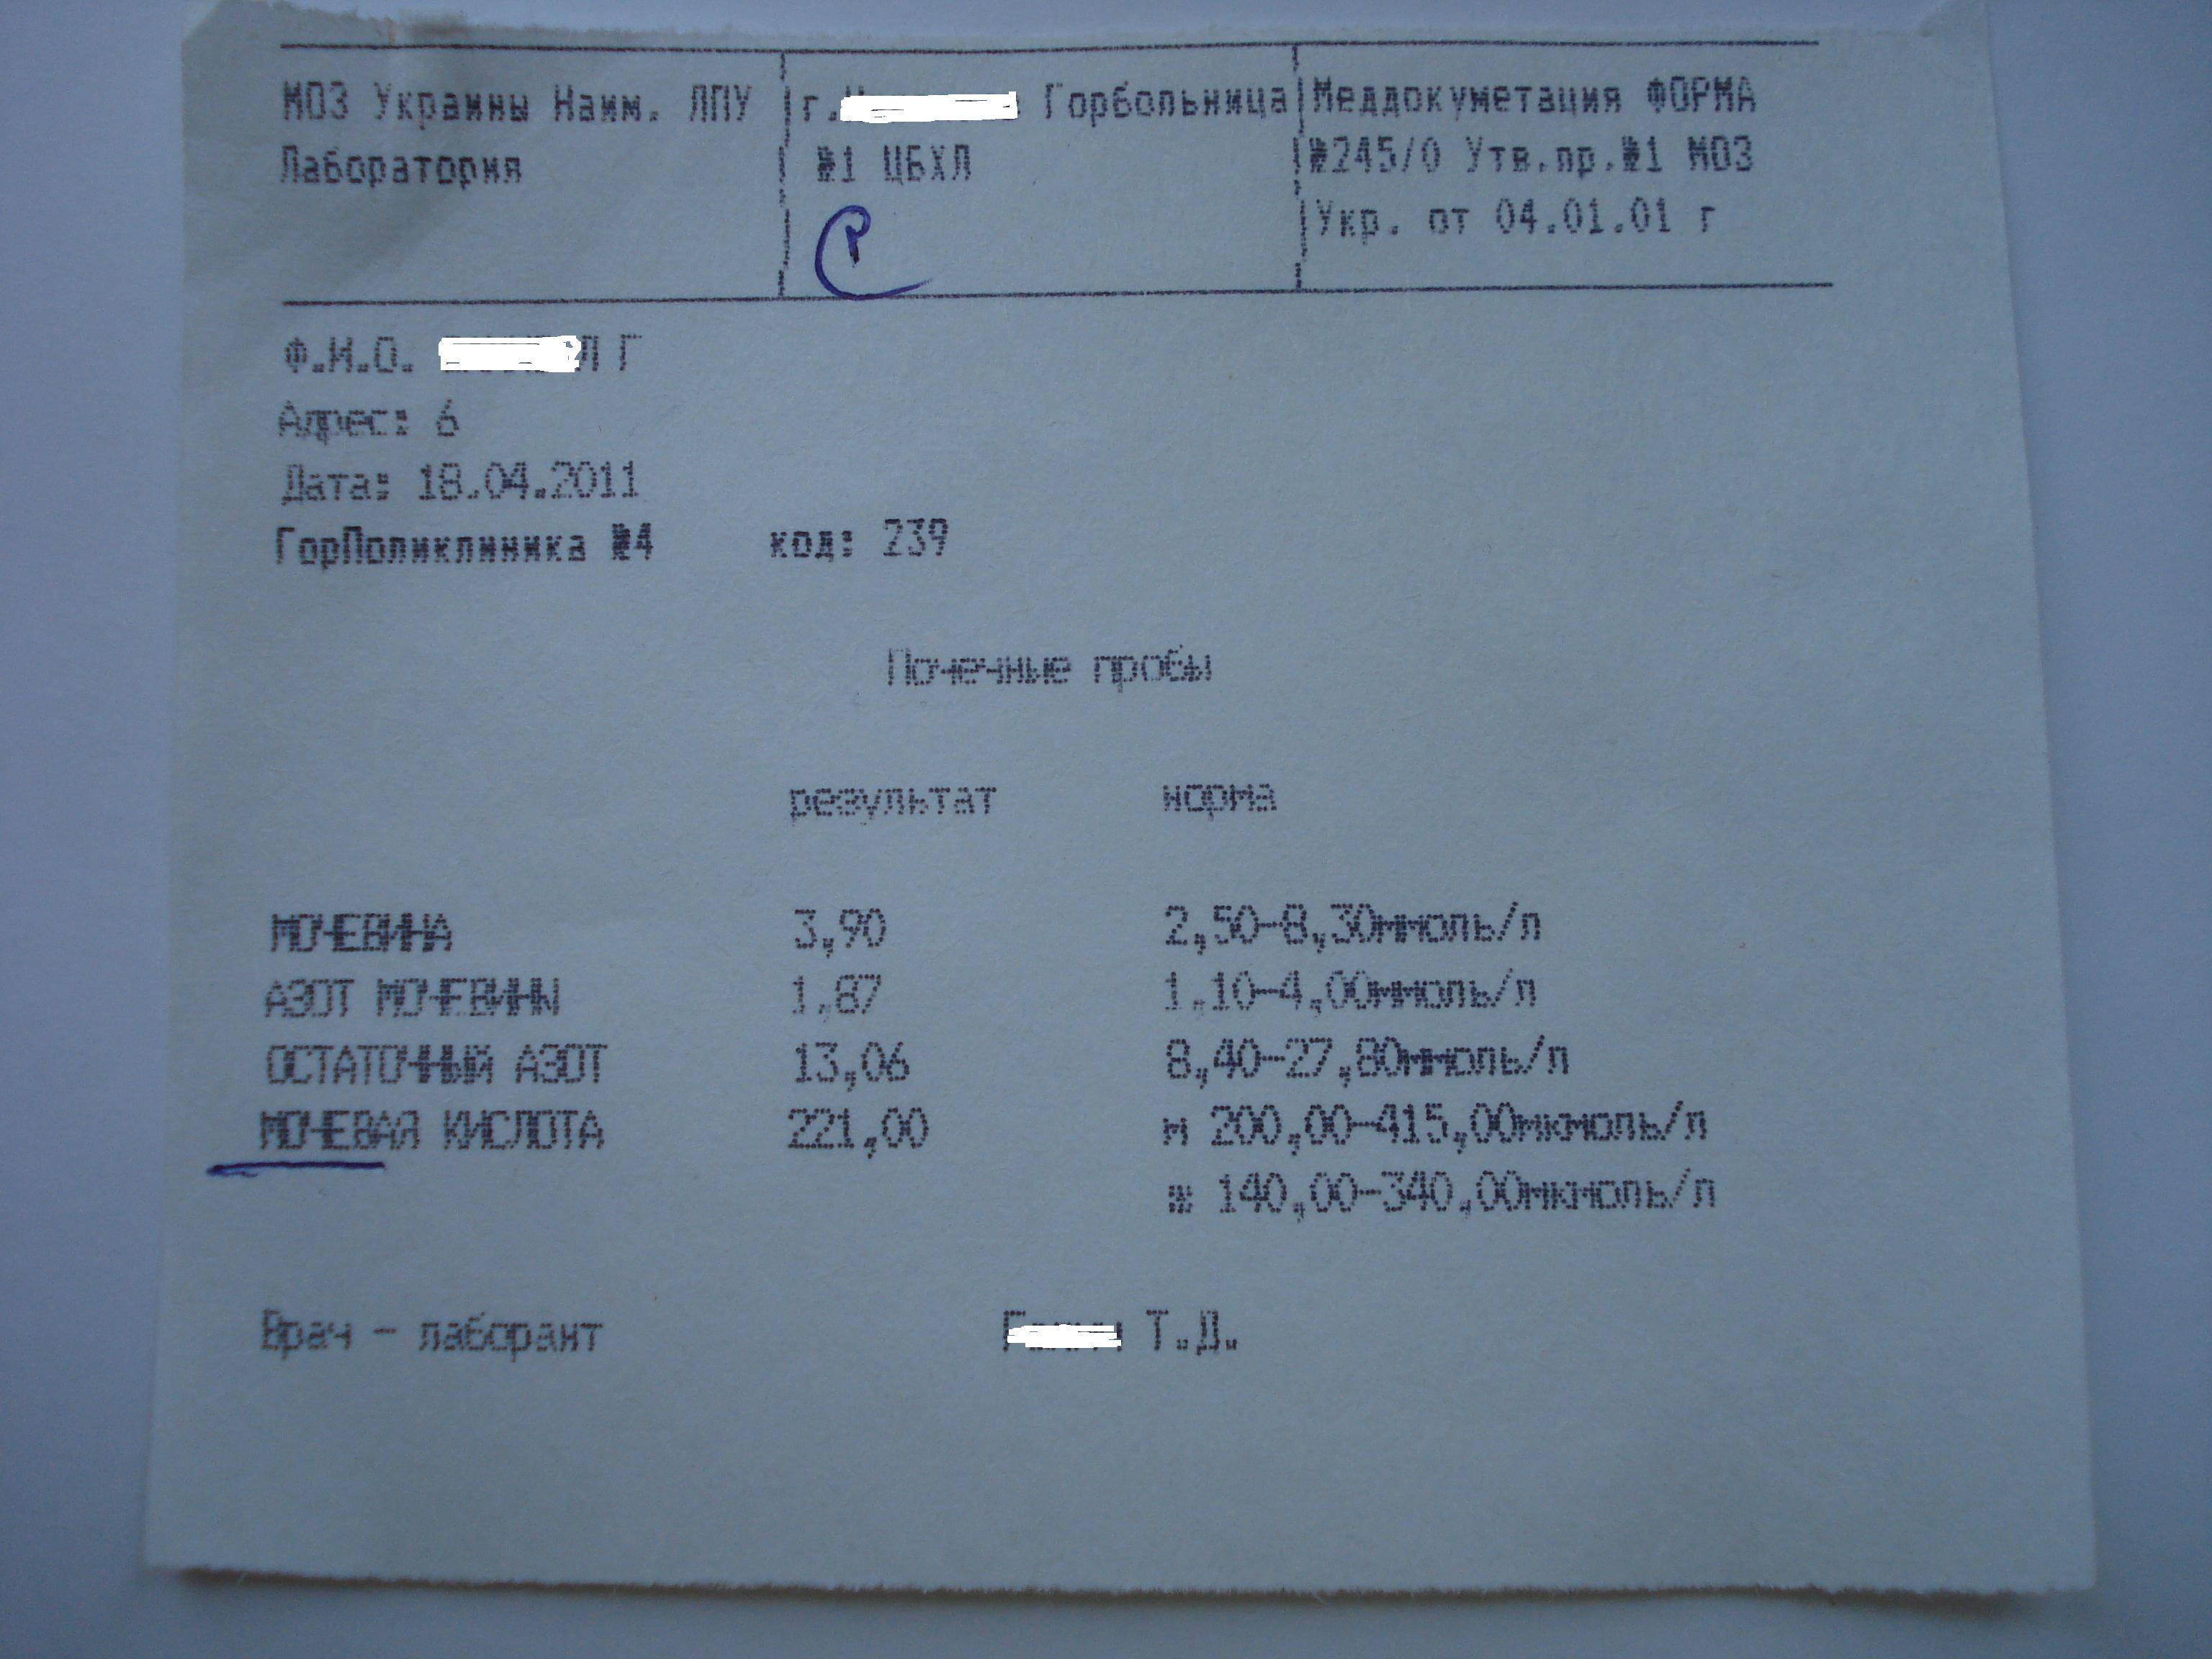 МОЗ Украины Наим. ЛПУ
Лаборатория
г. Горбольница
№1 ЦБХЛ
Меддокуметация ФОРМА
№245/0 Утв.пр.№1 МОЗ
Укр. от 04.01.01 г
Ф.И.О. Л Г
Адрес: 6
Дата: 18.04.2011
ГорПоликлиника №4 код: 239
Почечные пробы
результат норма
МОЧЕВИНА 3,90 2,50-8,30ммоль/л
АЗОТ МОЧЕВИНЫ 1,87 1,10-4,00ммоль/л
ОСТАТОЧНЫЙ АЗОТ 13,06 8,40-27,80ммоль/л
МОЧЕВАЯ КИСЛОТА 221,00 м 200,00-415,00мкмоль/л
ж 140,00-340,00мкмоль/л
Врач - лаборант Т.Д.